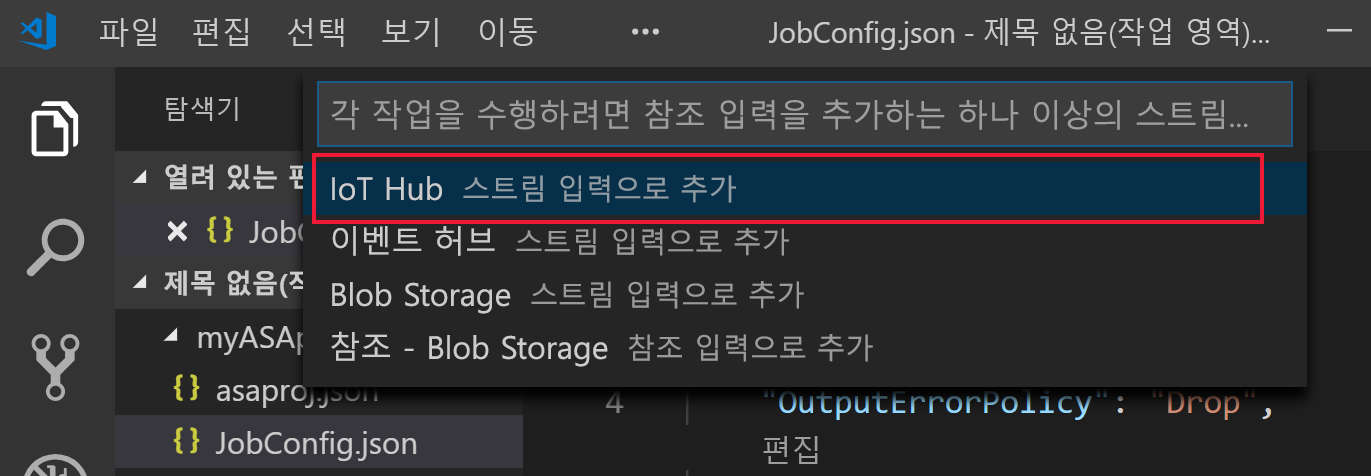 파일 편집 선택 보기 이동 ••• JobConfig.json - 제목 없음(작업 영역)...
탐색기
각 작업을 수행하려면 참조 입력을 추가하는 하나 이상의 스트림...
IoT Hub 스트림 입력으로 추가
이벤트 허브 스트림 입력으로 추가
Blob Storage 스트림 입력으로 추가
참조 - Blob Storage 참조 입력으로 추가
열려 있는
{} Job
제목 없음
myASAp
{} asaproj.json
{} JobConfig.json
4 "OutputErrorPolicy": "Drop",
편집